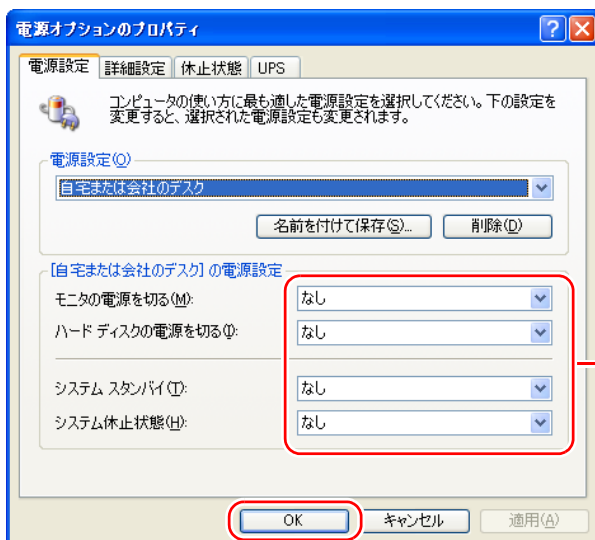 電源オプションのプロパティ
電源設定 詳細設定 休止状態 UPS
コンピュータの使い方に最も適した電源設定を選択してください。下の設定を
変更すると、選択された電源設定も変更されます。
電源設定(O)
自宅または会社のデスク
名前を付けて保存(S)... 削除(D)
[自宅または会社のデスク] の電源設定
モニタの電源を切る(M): なし
ハード ディスクの電源を切る(I): なし
システム スタンバイ(T): なし
システム休止状態(H): なし
OK キャンセル 適用(A)